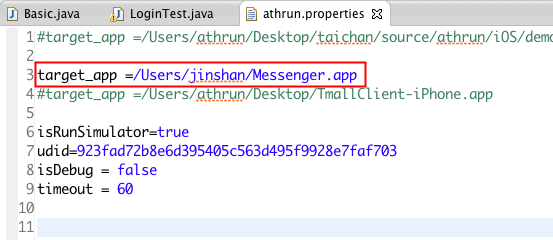 Basic.java LoginTest.java athrun.properties
1 #target_app =/Users/athrun/Desktop/taichan/source/athrun/iOS/demo
2
3 target_app =/Users/jinshan/Messenger.app
4 #target_app =/Users/athrun/Desktop/TmallClient-iPhone.app
5
6 isRunSimulator=true
7 udid=923fad72b8e6d395405c563d495f9928e7faf703
8 isDebug = false
9 timeout = 60
10
11